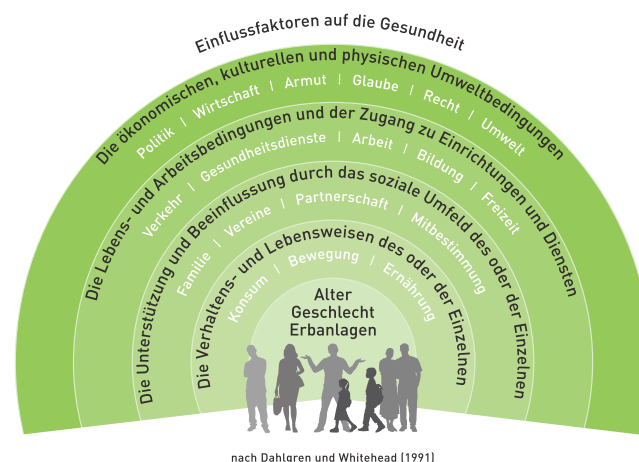 Einflussfaktoren auf die Gesundheit
Die ökonomischen, kulturellen und physischen Umweltbedingungen
Politik | Wirtschaft | Armut | Glaube | Recht | Umwelt
Die Lebens- und Arbeitsbedingungen und der Zugang zu Einrichtungen und Diensten
Verkehr | Gesundheitsdienste | Arbeit | Bildung | Freizeit
Die Unterstützung und Beeinflussung durch das soziale Umfeld des oder der Einzelnen
Familie | Vereine | Partnerschaft | Mitbestimmung
Die Verhaltens- und Lebensweisen des oder der Einzelnen
Konsum | Bewegung | Ernährung
Alter
Geschlecht
Erbanlagen
nach Dahlgren und Whitehead (1991)